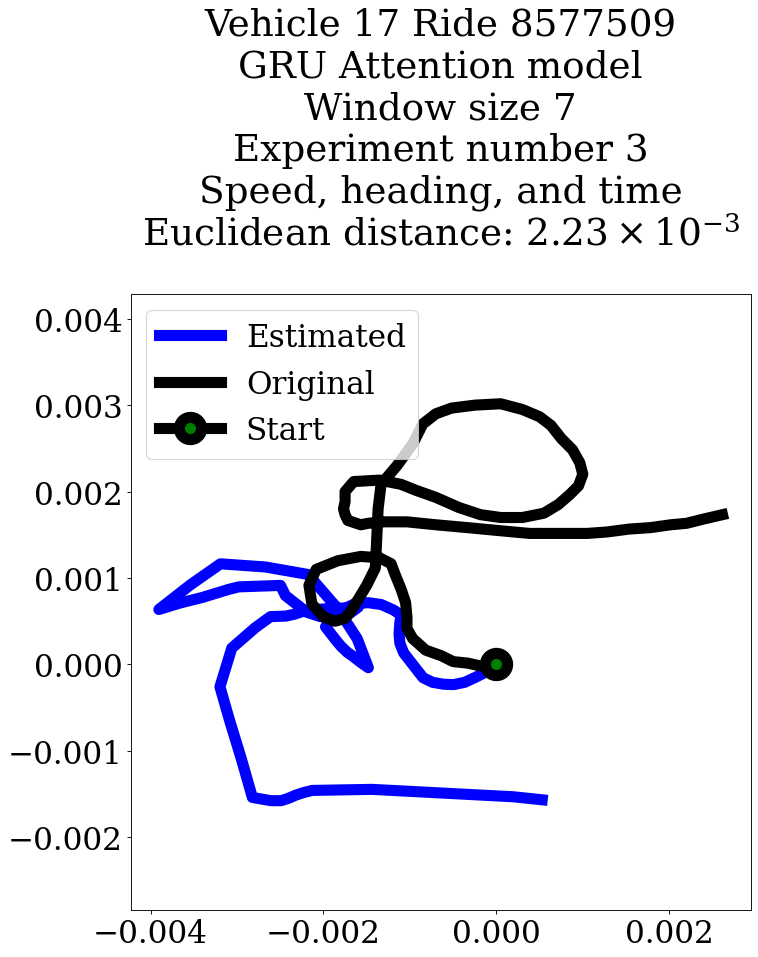 Vehicle 17 Ride 8577509
GRU Attention model
Window size 7
Experiment number 3
Speed, heading, and time
Euclidean distance: 2.23 × 10⁻³
Estimated
Original
Start
0.004
0.003
0.002
0.001
0.000
−0.001
−0.002
−0.004 −0.002 0.000 0.002